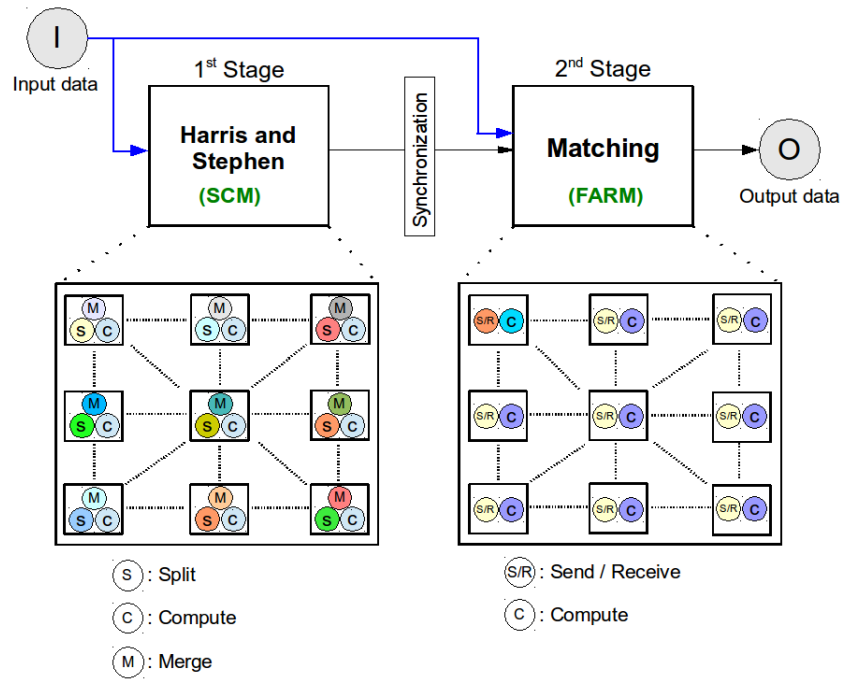 I
Input data
1st Stage
2nd Stage
Harris and
Stephen
(SCM)
Synchronization
Matching
(FARM)
O
Output data
M M M
S C S C S C
M M M
S C S C S C
M M M
S C S C S C
S/R C S/R C S/R C
S/R C S/R C S/R C
S/R C S/R C S/R C
S : Split
C : Compute
M : Merge
S/R : Send / Receive
C : Compute